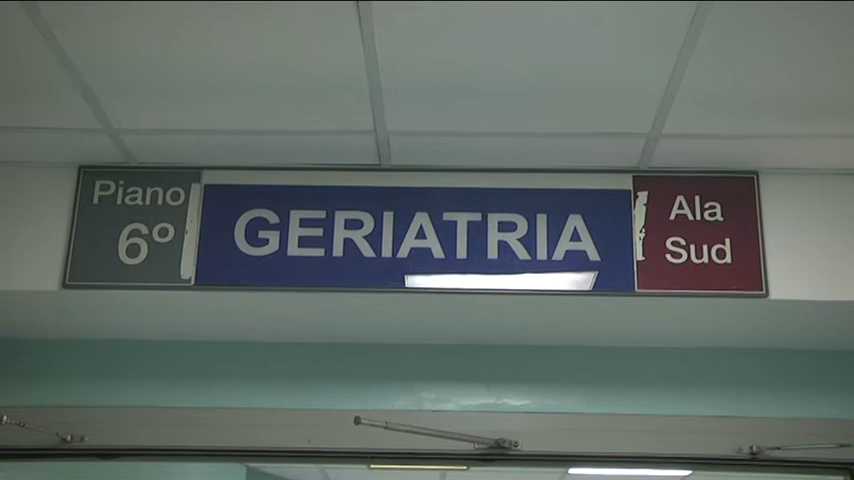 Piano
6º
GERIATRIA
Ala
Sud